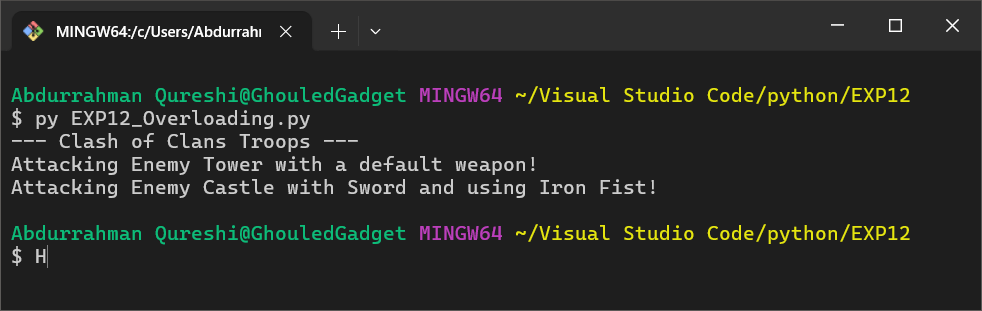 MINGW64:/c/Users/Abdurrahr
Abdurrahman Qureshi@GhouledGadget MINGW64 ~/Visual Studio Code/python/EXP12
$ py EXP12_Overloading.py
--- Clash of Clans Troops ---
Attacking Enemy Tower with a default weapon!
Attacking Enemy Castle with Sword and using Iron Fist!
Abdurrahman Qureshi@GhouledGadget MINGW64 ~/Visual Studio Code/python/EXP12
$ H